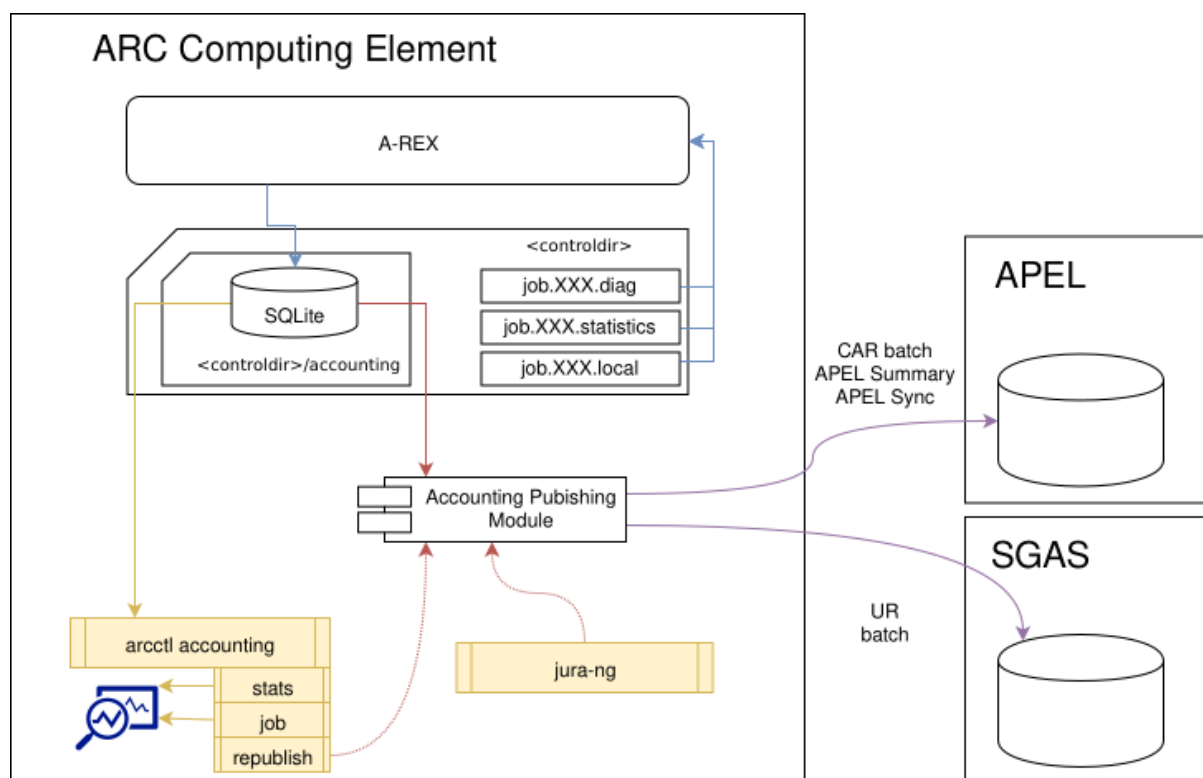 ARC Computing Element
A-REX
<controldir>
job.XXX.diag
SQLite
job.XXX.statistics
<controldir>/accounting
job.XXX.local
APEL
CAR batch
APEL Summary
APEL Sync
Accounting Pubishing
Module
SGAS
UR
batch
arcctl accounting
jura-ng
stats
job
republish